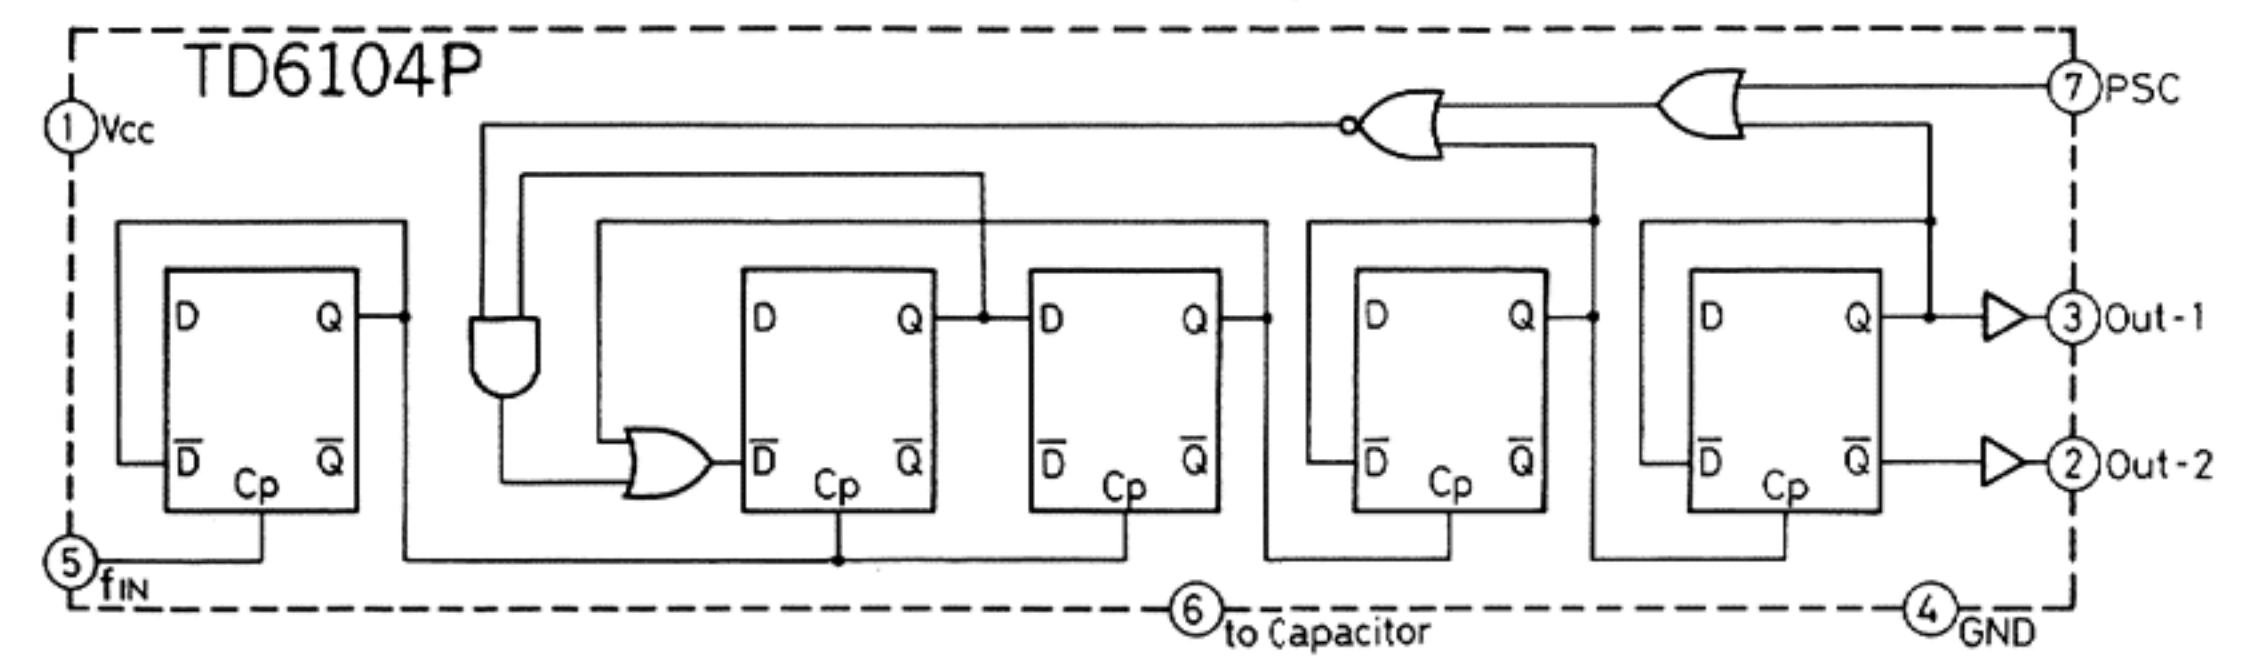 TD6104P
7 PSC
1 Vcc
D Q D Q D Q D Q D Q
3 Out-1
D̅ Q̅ D̅ Q̅ D̅ Q̅ D̅ Q̅ D̅ Q̅
2 Out-2
Cp Cp Cp Cp Cp
5 fIN
6 to Capacitor
4 GND